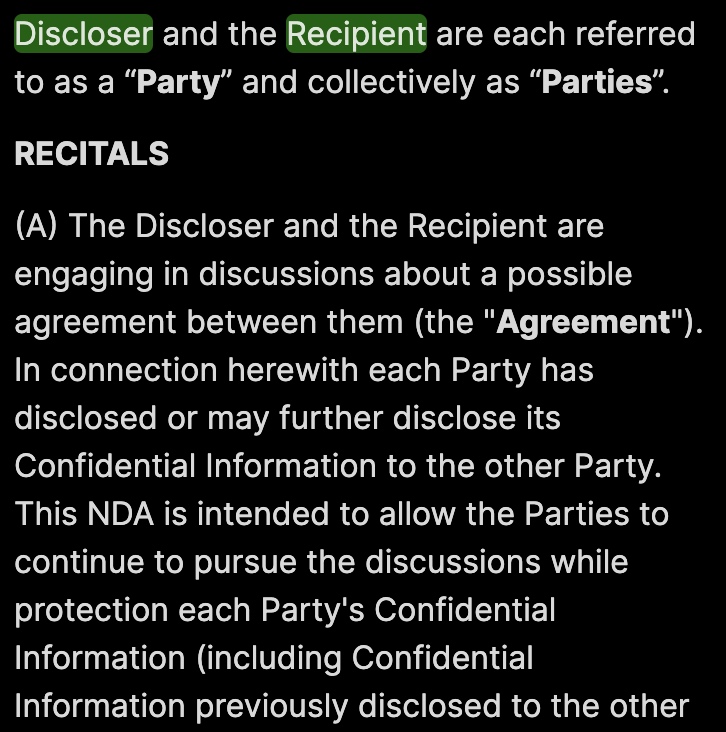 Discloser and the Recipient are each referred
to as a “Party” and collectively as “Parties”.
RECITALS
(A) The Discloser and the Recipient are
engaging in discussions about a possible
agreement between them (the "Agreement").
In connection herewith each Party has
disclosed or may further disclose its
Confidential Information to the other Party.
This NDA is intended to allow the Parties to
continue to pursue the discussions while
protection each Party's Confidential
Information (including Confidential
Information previously disclosed to the other